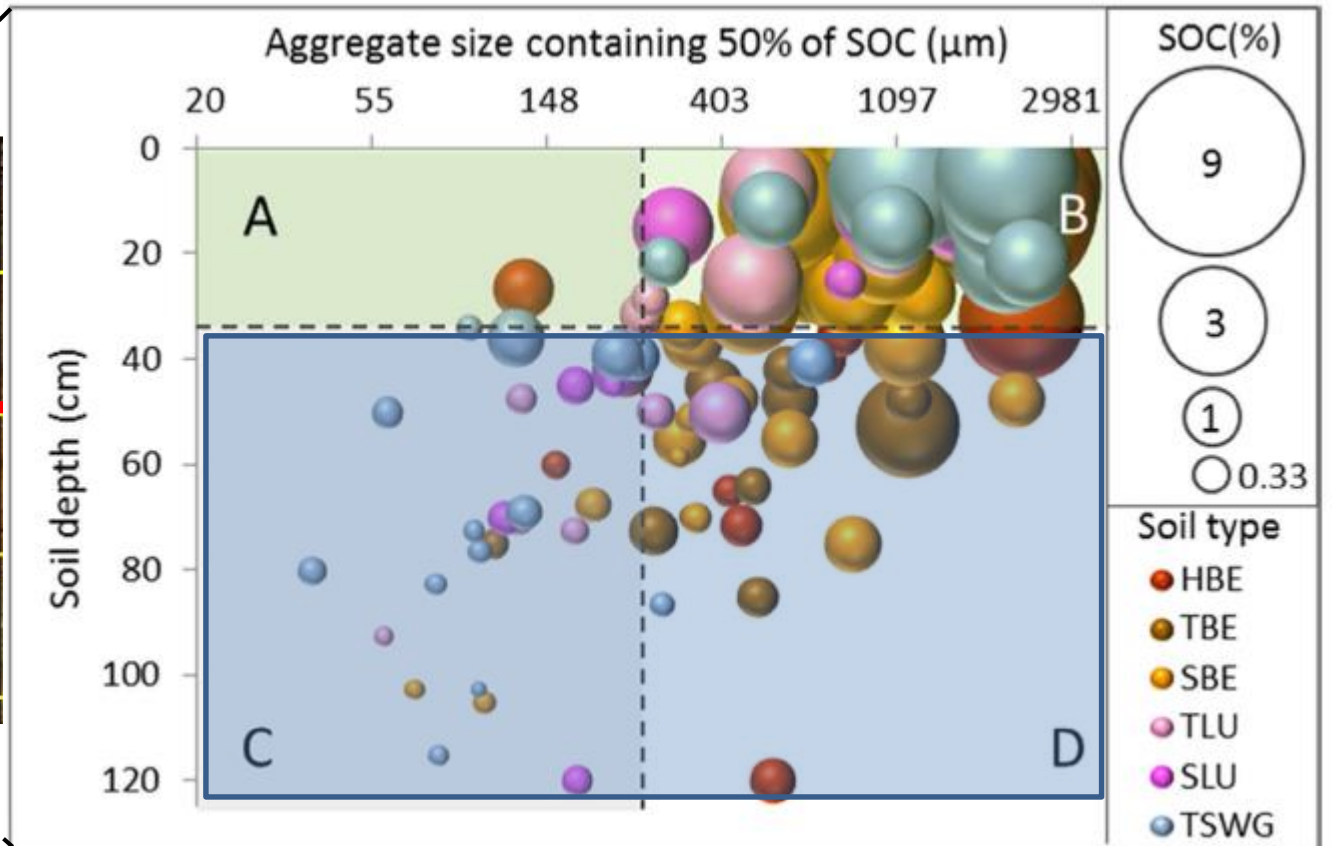 Aggregate size containing 50% of SOC (µm)
20 55 148 403 1097 2981
Soil depth (cm)
0
20
40
60
80
100
120
A
B
C
D
SOC(%)
9
3
1
0.33
Soil type
HBE
TBE
SBE
TLU
SLU
TSWG